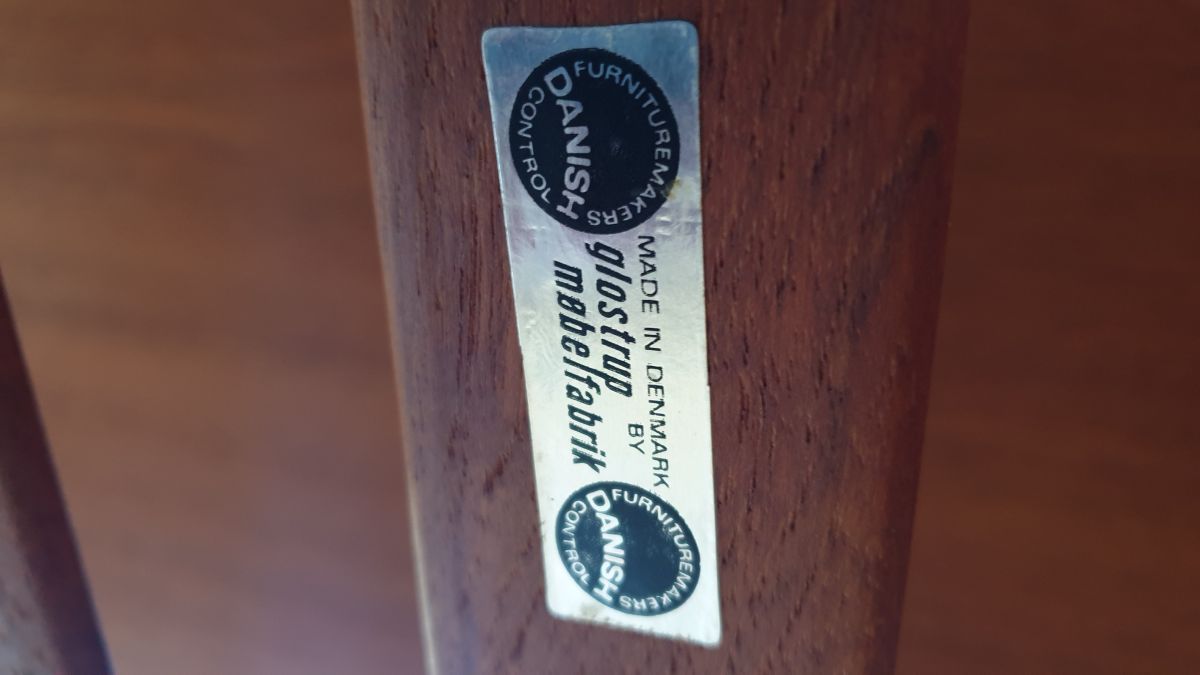 FURNITUREMAKERS
DANISH
CONTROL
MADE IN DENMARK
BY
glostrup
møbelfabrik
FURNITUREMAKERS
DANISH
CONTROL